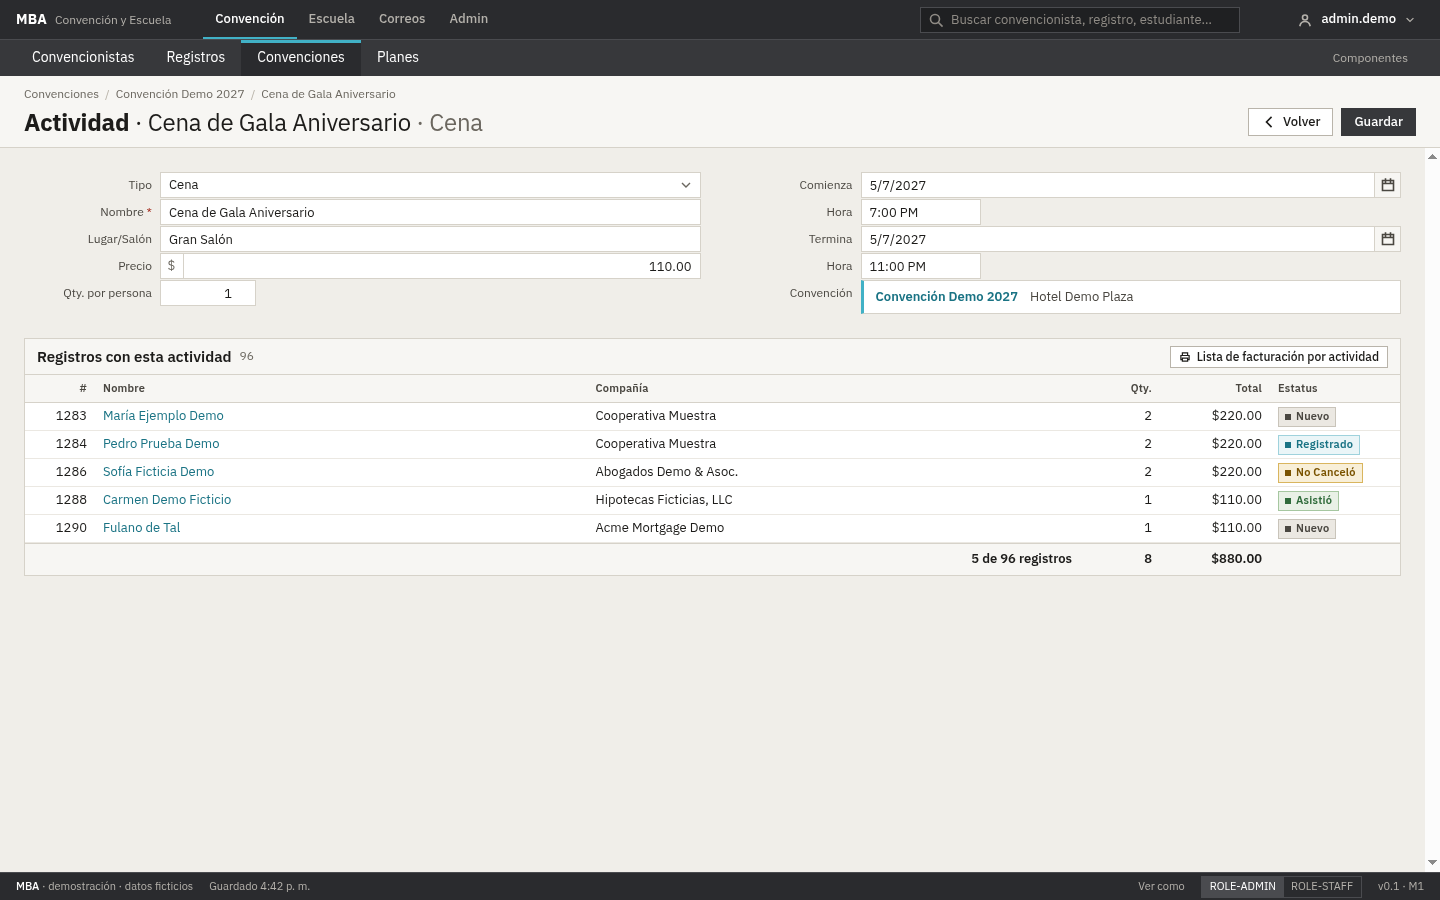 MBA Convención y Escuela Convención Escuela Correos Admin Buscar convencionista, registro, estudiante... admin.demo
Convencionistas Registros Convenciones Planes Componentes
Convenciones / Convención Demo 2027 / Cena de Gala Aniversario
Actividad · Cena de Gala Aniversario · Cena Volver Guardar
Tipo Cena
Nombre * Cena de Gala Aniversario
Lugar/Salón Gran Salón
Precio $ 110.00
Qty. por persona 1
Comienza 5/7/2027
Hora 7:00 PM
Termina 5/7/2027
Hora 11:00 PM
Convención Convención Demo 2027 Hotel Demo Plaza
Registros con esta actividad 96 Lista de facturación por actividad
# Nombre Compañía Qty. Total Estatus
1283 María Ejemplo Demo Cooperativa Muestra 2 $220.00 Nuevo
1284 Pedro Prueba Demo Cooperativa Muestra 2 $220.00 Registrado
1286 Sofía Ficticia Demo Abogados Demo & Asoc. 2 $220.00 No Canceló
1288 Carmen Demo Ficticio Hipotecas Ficticias, LLC 1 $110.00 Asistió
1290 Fulano de Tal Acme Mortgage Demo 1 $110.00 Nuevo
5 de 96 registros 8 $880.00
MBA · demostración · datos ficticios Guardado 4:42 p. m. Ver como ROLE-ADMIN ROLE-STAFF v0.1 · M1